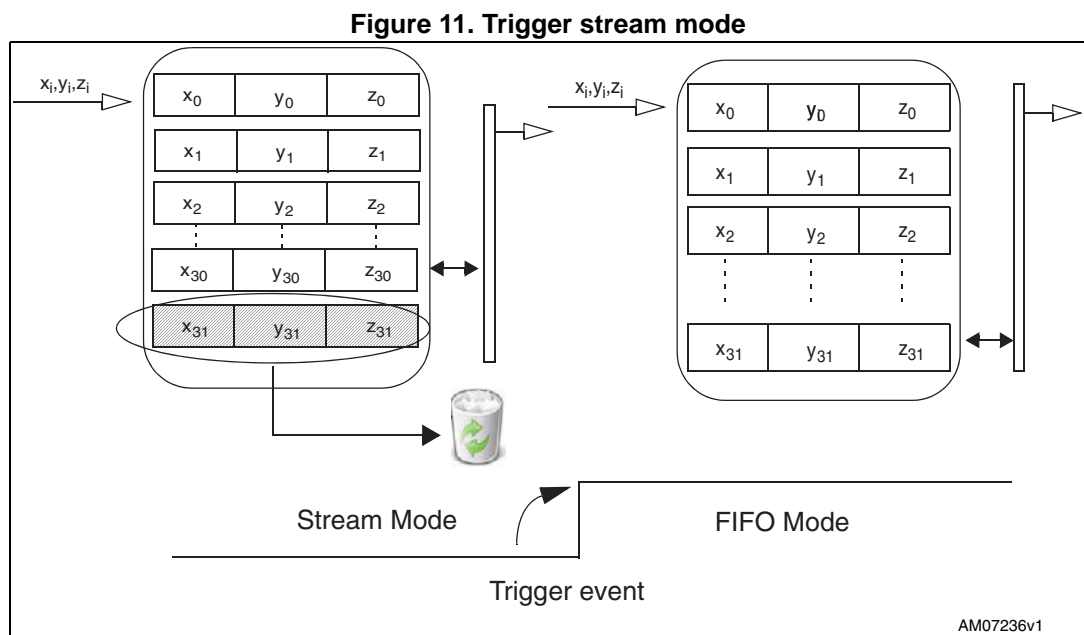 Figure 11. Trigger stream mode
xi,yi,zi
x0 y0 z0
x1 y1 z1
x2 y2 z2
x30 y30 z30
x31 y31 z31
xi,yi,zi
x0 y0 z0
x1 y1 z1
x2 y2 z2
x31 y31 z31
Stream Mode
FIFO Mode
Trigger event
AM07236v1